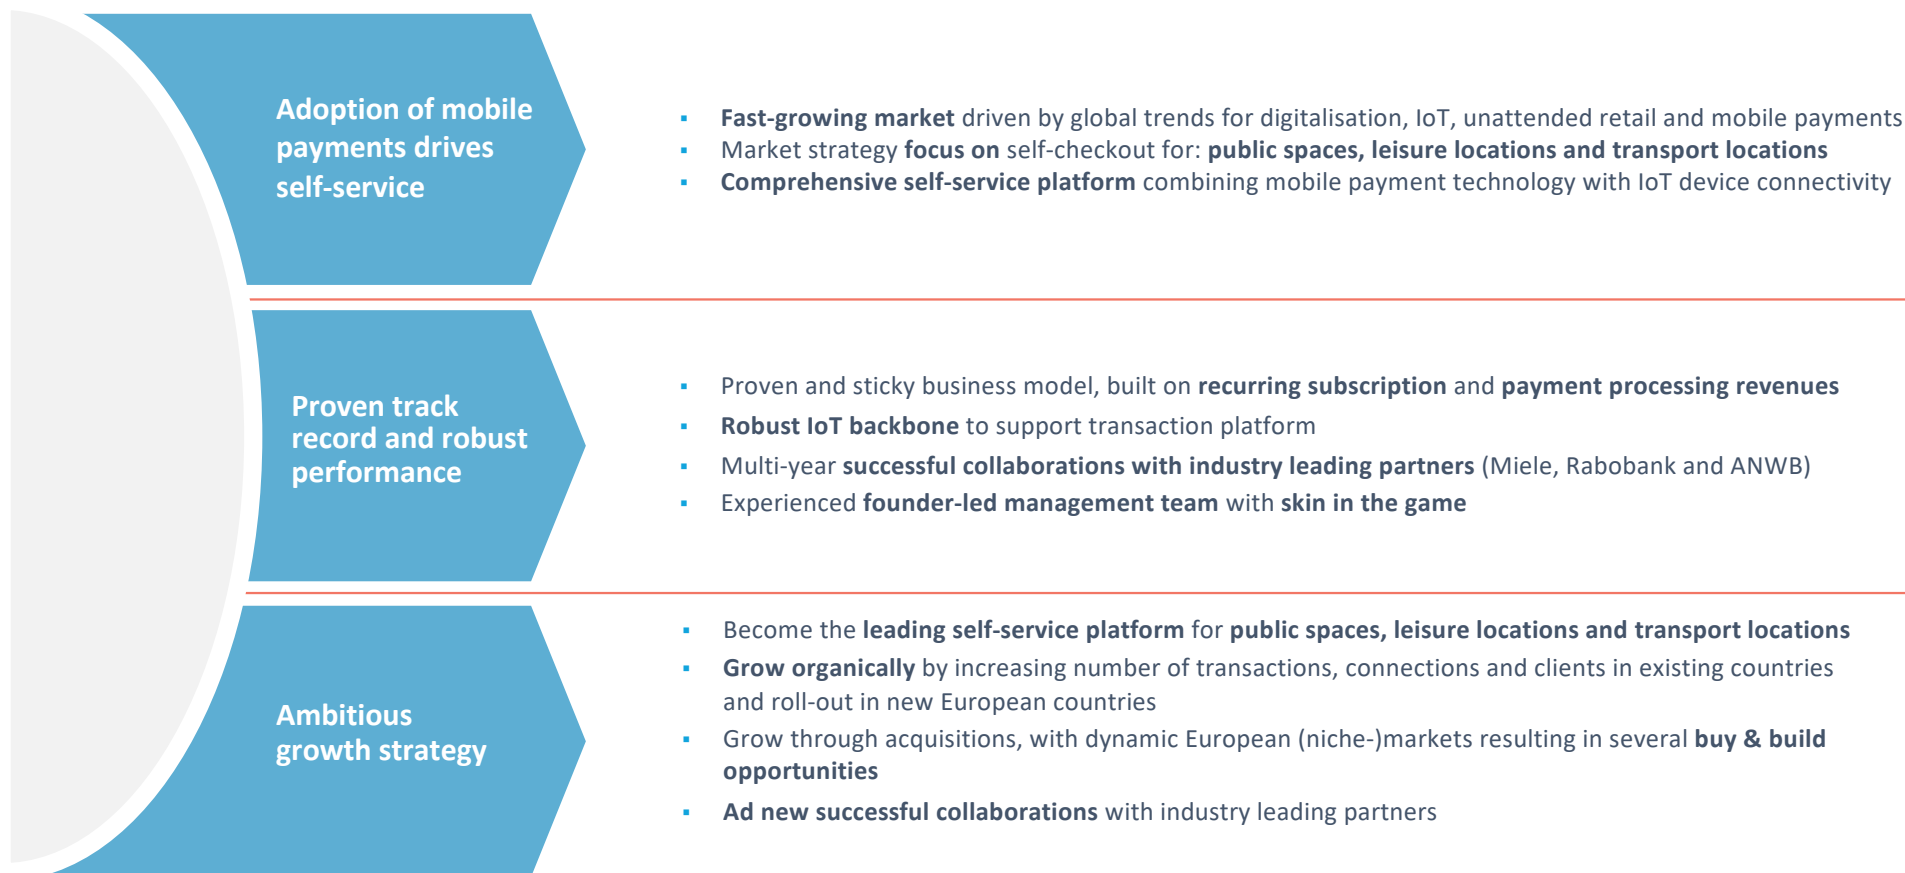 Adoption of mobile
payments drives
self-service
▪ Fast-growing market driven by global trends for digitalisation, IoT, unattended retail and mobile payments
▪ Market strategy focus on self-checkout for: public spaces, leisure locations and transport locations
▪ Comprehensive self-service platform combining mobile payment technology with IoT device connectivity
Proven track
record and robust
performance
▪ Proven and sticky business model, built on recurring subscription and payment processing revenues
▪ Robust IoT backbone to support transaction platform
▪ Multi-year successful collaborations with industry leading partners (Miele, Rabobank and ANWB)
▪ Experienced founder-led management team with skin in the game
Ambitious
growth strategy
▪ Become the leading self-service platform for public spaces, leisure locations and transport locations
▪ Grow organically by increasing number of transactions, connections and clients in existing countries
and roll-out in new European countries
▪ Grow through acquisitions, with dynamic European (niche-)markets resulting in several buy & build
opportunities
▪ Ad new successful collaborations with industry leading partners